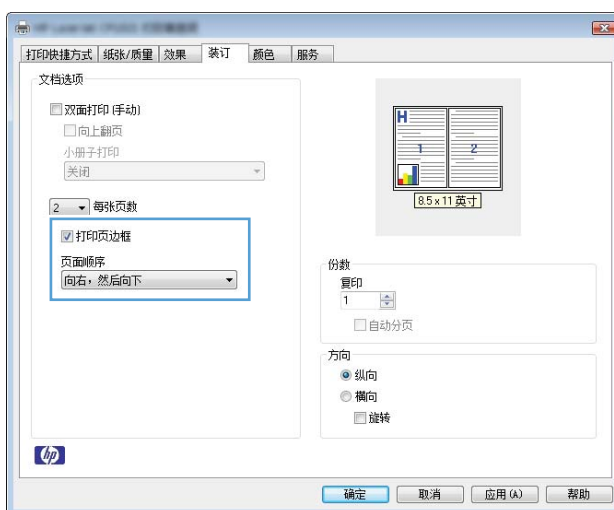 打印快捷方式 纸张/质量 效果 装订 颜色 服务
文档选项
双面打印 (手动)
向上翻页
小册子打印
关闭
2 每张页数
打印页边框
页面顺序
向右，然后向下
H
1 2
8.5 x 11 英寸
份数
复印
1
自动分页
方向
纵向
横向
旋转
hp
确定 取消 应用 (A) 帮助